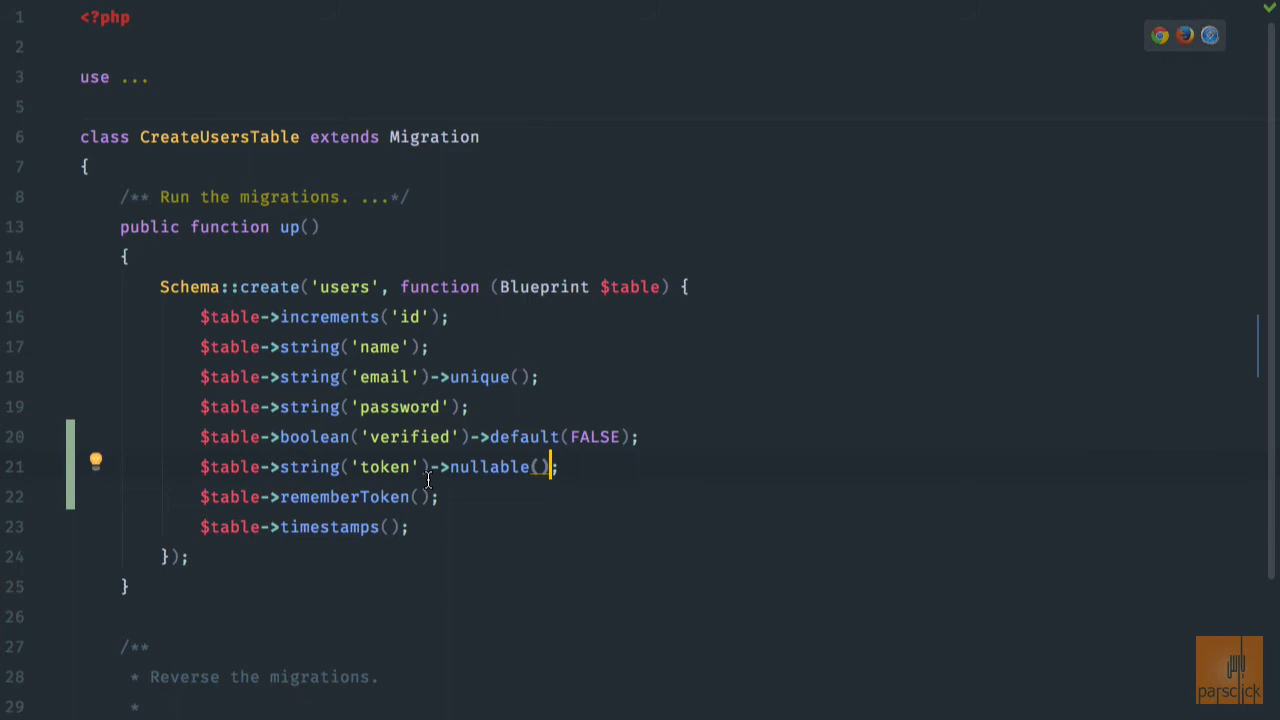 1 <?php
2
3 use ...
5
6 class CreateUsersTable extends Migration
7 {
8 /** Run the migrations. ...*/
13 public function up()
14 {
15 Schema::create('users', function (Blueprint $table) {
16 $table->increments('id');
17 $table->string('name');
18 $table->string('email')->unique();
19 $table->string('password');
20 $table->boolean('verified')->default(FALSE);
21 $table->string('token')->nullable();
22 $table->rememberToken();
23 $table->timestamps();
24 });
25 }
26
27 /**
28 * Reverse the migrations.
29 *
parsclick